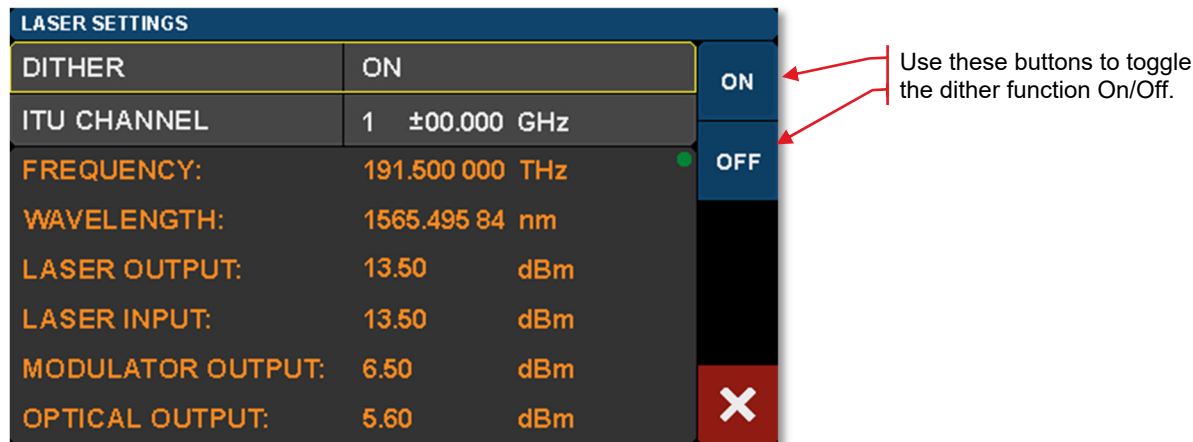 LASER SETTINGS
DITHER ON
ON
ITU CHANNEL 1 ±00.000 GHz
OFF
FREQUENCY: 191.500 000 THz
WAVELENGTH: 1565.495 84 nm
LASER OUTPUT: 13.50 dBm
LASER INPUT: 13.50 dBm
MODULATOR OUTPUT: 6.50 dBm
OPTICAL OUTPUT: 5.60 dBm
Use these buttons to toggle
the dither function On/Off.